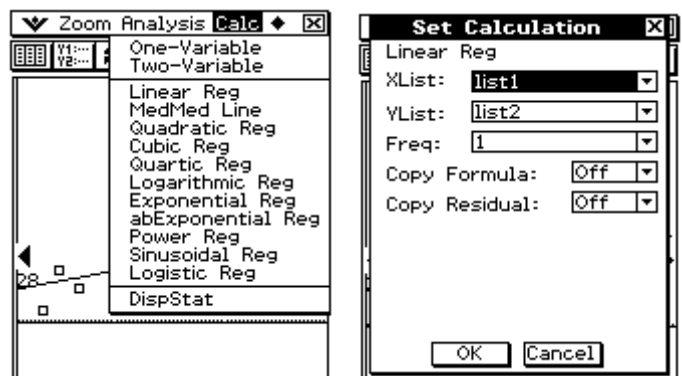 Zoom Analysis Calc
Y1:...
Y2:...
One-Variable
Two-Variable
Linear Reg
MedMed Line
Quadratic Reg
Cubic Reg
Quartic Reg
Logarithmic Reg
Exponential Reg
abExponential Reg
Power Reg
Sinusoidal Reg
Logistic Reg
DispStat
28
Set Calculation
Linear Reg
XList: list1
YList: list2
Freq: 1
Copy Formula: Off
Copy Residual: Off
OK Cancel